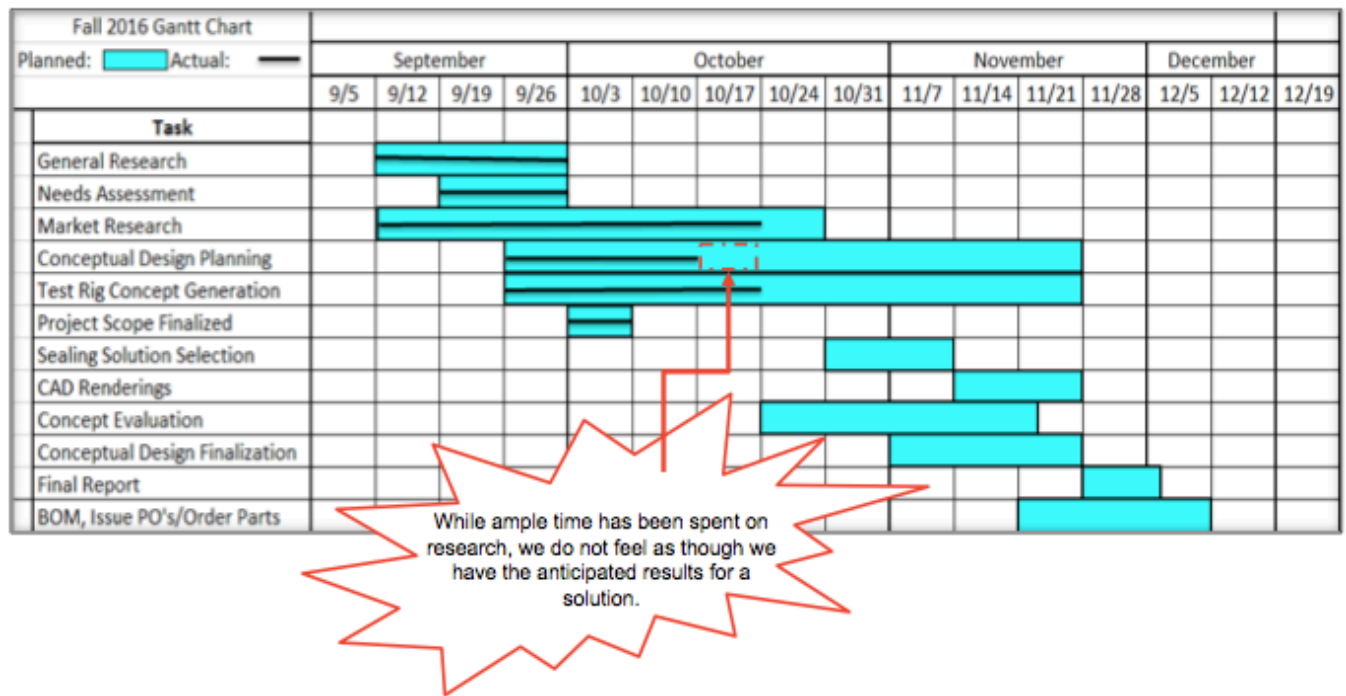 Fall 2016 Gantt Chart
Planned: Actual:
September October November December
9/5 9/12 9/19 9/26 10/3 10/10 10/17 10/24 10/31 11/7 11/14 11/21 11/28 12/5 12/12 12/19
Task
General Research
Needs Assessment
Market Research
Conceptual Design Planning
Test Rig Concept Generation
Project Scope Finalized
Sealing Solution Selection
CAD Renderings
Concept Evaluation
Conceptual Design Finalization
Final Report
BOM, Issue PO's/Order Parts
While ample time has been spent on
research, we do not feel as though we
have the anticipated results for a
solution.